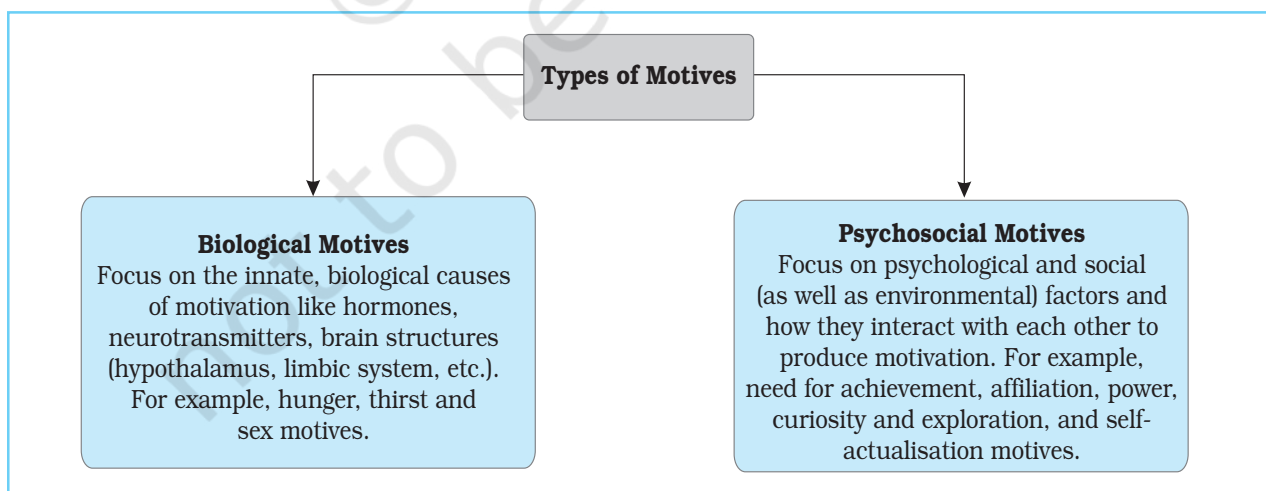 Types of Motives
Biological Motives
Focus on the innate, biological causes
of motivation like hormones,
neurotransmitters, brain structures
(hypothalamus, limbic system, etc.).
For example, hunger, thirst and
sex motives.
Psychosocial Motives
Focus on psychological and social
(as well as environmental) factors and
how they interact with each other to
produce motivation. For example,
need for achievement, affiliation, power,
curiosity and exploration, and self-
actualisation motives.
not to be